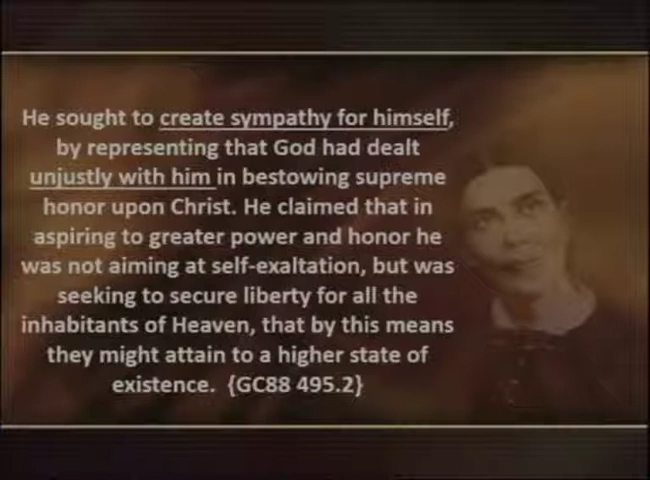 He sought to create sympathy for himself,
by representing that God had dealt
unjustly with him in bestowing supreme
honor upon Christ. He claimed that in
aspiring to greater power and honor he
was not aiming at self-exaltation, but was
seeking to secure liberty for all the
inhabitants of Heaven, that by this means
they might attain to a higher state of
existence. {GC88 495.2}